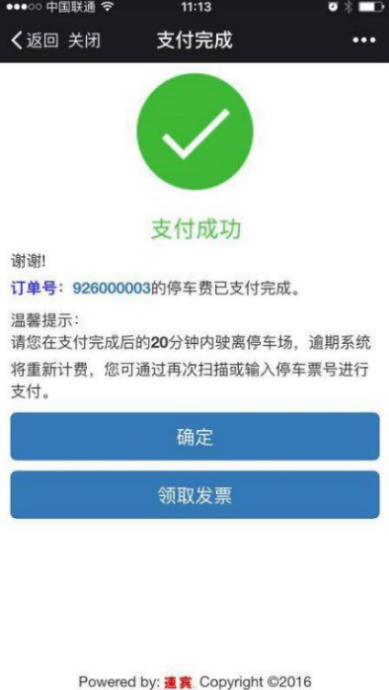 中国联通 11:13
返回 关闭 支付完成
支付成功
谢谢!
订单号：926000003的停车费已支付完成。
温馨提示：
请您在支付完成后的20分钟内驶离停车场，逾期系统
将重新计费，您可通过再次扫描或输入停车票号进行
支付。
确定
领取发票
Powered by: 速宾 Copyright ©2016